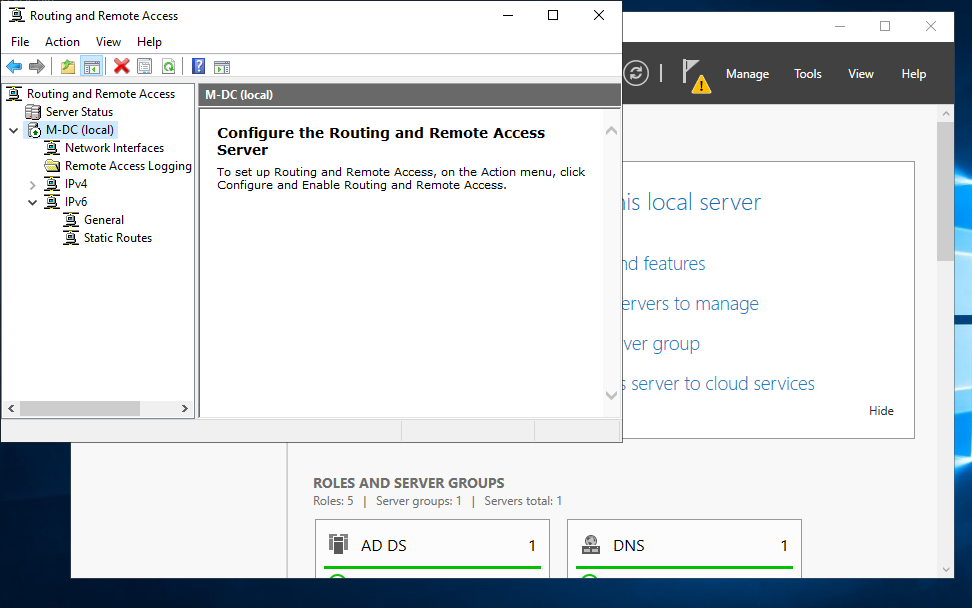 Routing and Remote Access
File Action View Help
Routing and Remote Access
Server Status
M-DC (local)
Network Interfaces
Remote Access Logging
IPv4
IPv6
General
Static Routes
M-DC (local)
Configure the Routing and Remote Access
Server
To set up Routing and Remote Access, on the Action menu, click
Configure and Enable Routing and Remote Access.
Manage Tools View Help
local server
features
to manage
group
server to cloud services
Hide
ROLES AND SERVER GROUPS
Roles: 5 | Server groups: 1 | Servers total: 1
AD DS 1
DNS 1